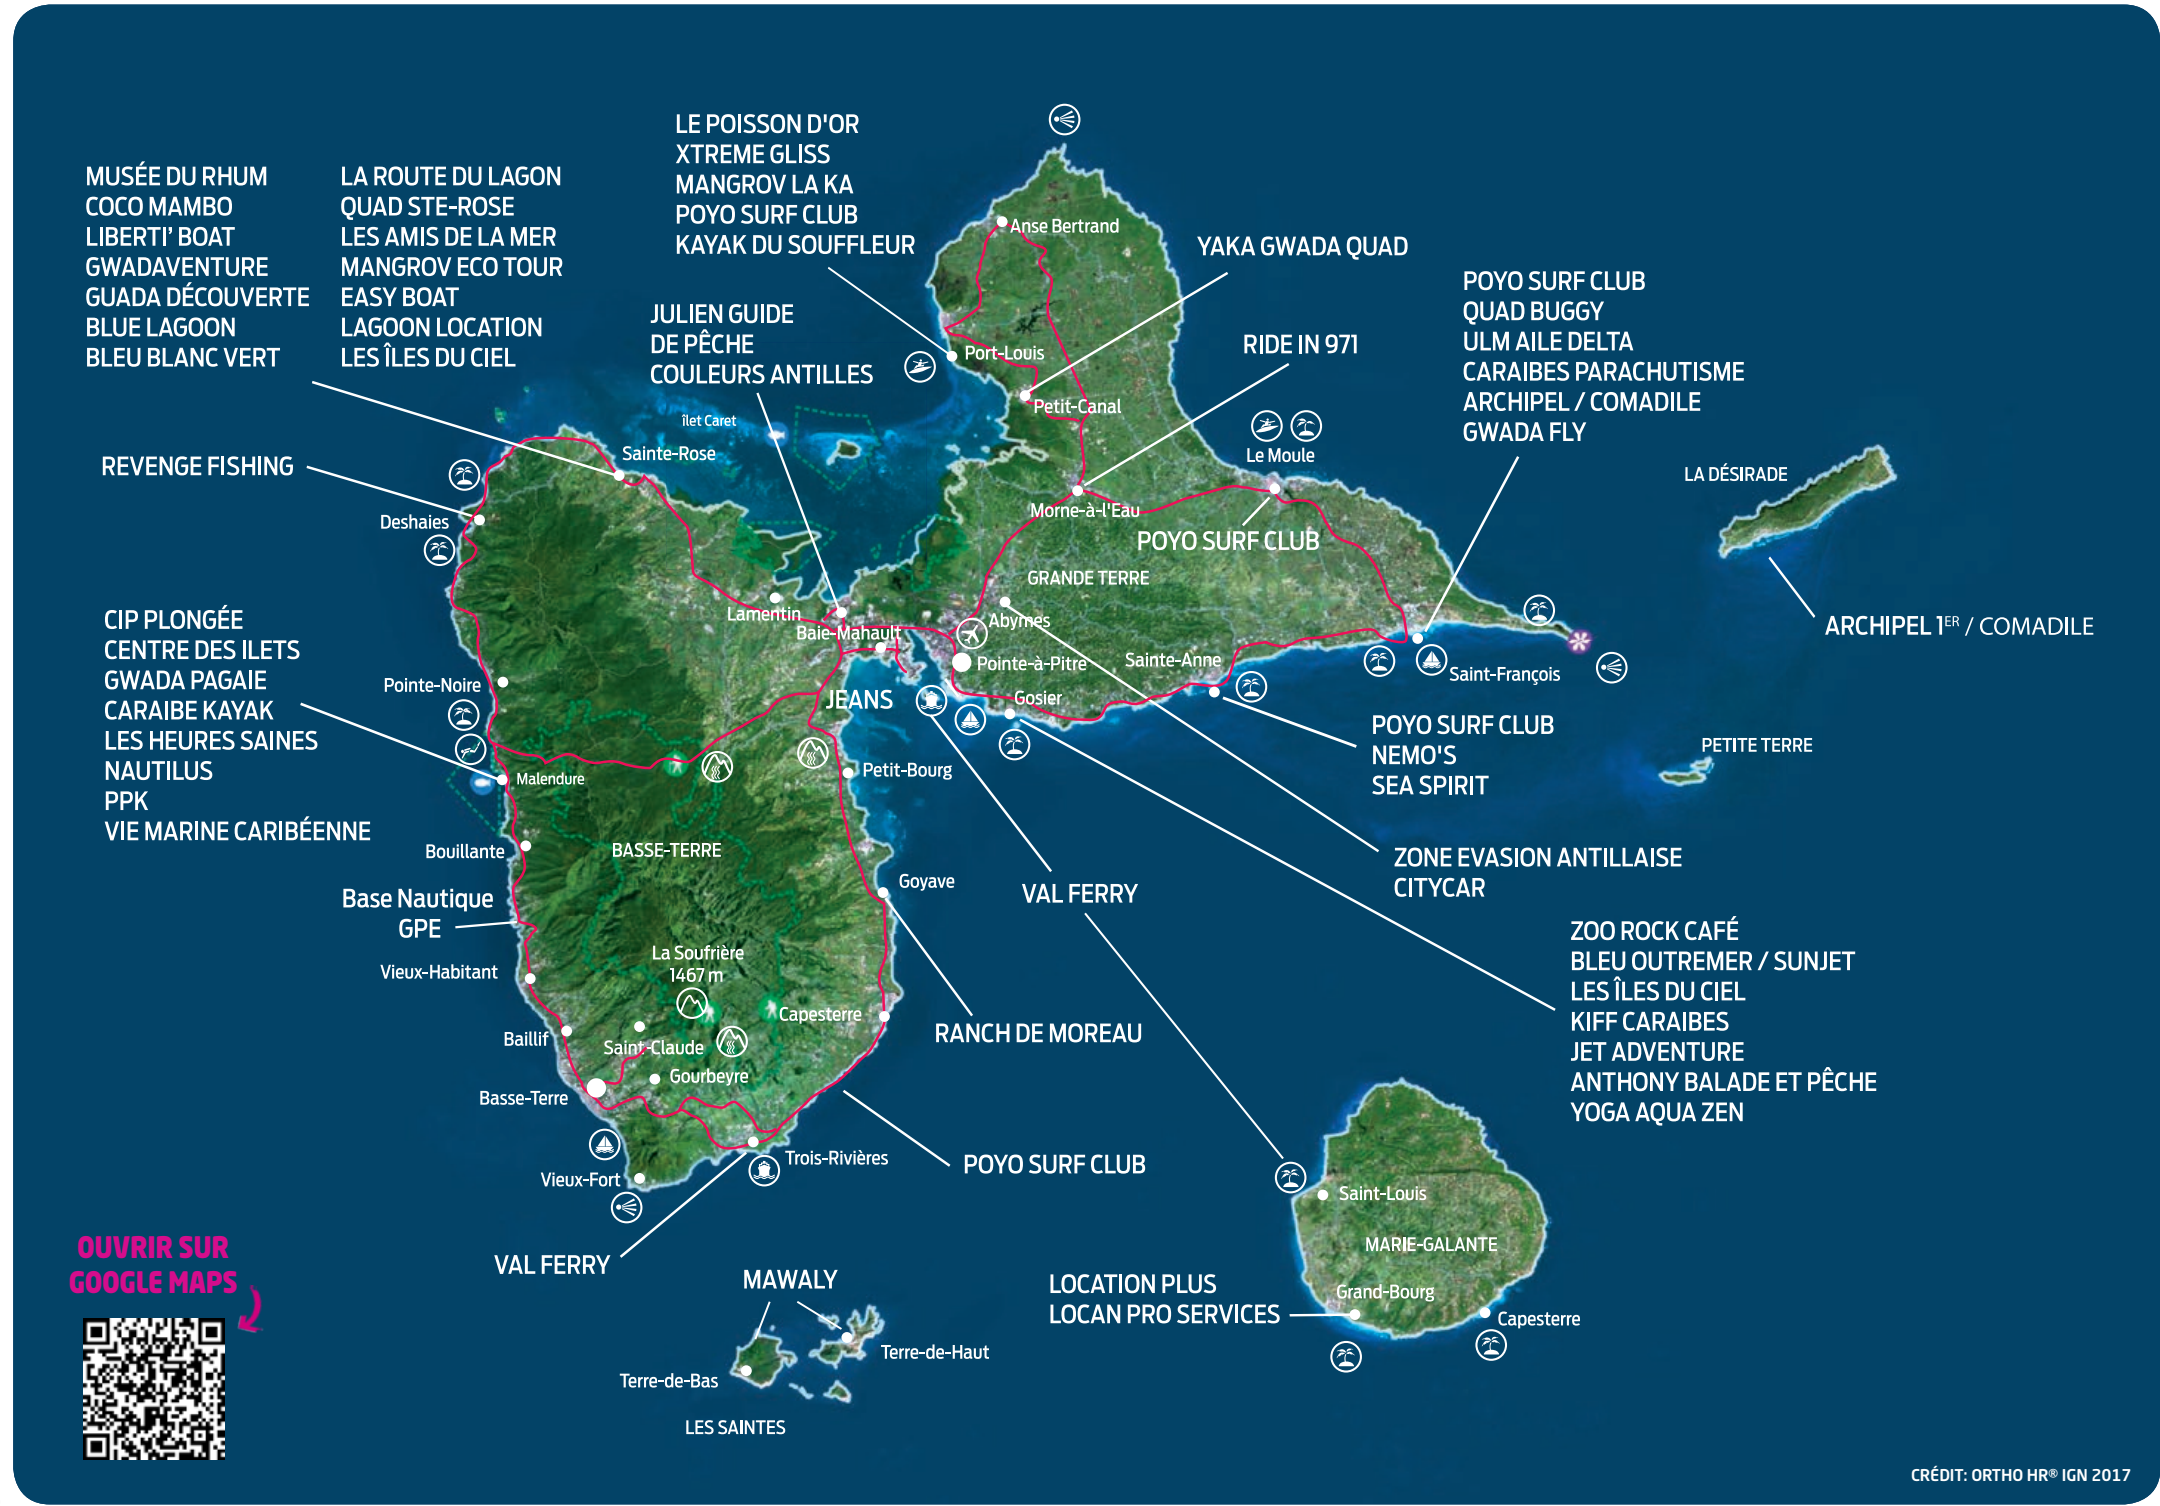 LE POISSON D'OR
XTREME GLISS
MANGROV LA KA
POYO SURF CLUB
KAYAK DU SOUFFLEUR
MUSÉE DU RHUM
COCO MAMBO
LIBERTI’ BOAT
GWADAVENTURE
GUADA DÉCOUVERTE
BLUE LAGOON
BLEU BLANC VERT
LA ROUTE DU LAGON
QUAD STE-ROSE
LES AMIS DE LA MER
MANGROV ECO TOUR
EASY BOAT
LAGOON LOCATION
LES ÎLES DU CIEL
Anse Bertrand
YAKA GWADA QUAD
POYO SURF CLUB
QUAD BUGGY
ULM AILE DELTA
CARAIBES PARACHUTISME
ARCHIPEL / COMADILE
GWADA FLY
JULIEN GUIDE
DE PÊCHE
COULEURS ANTILLES
RIDE IN 971
Port-Louis
Petit-Canal
îlet Caret
Sainte-Rose
Le Moule
REVENGE FISHING
LA DÉSIRADE
Deshaies
Morne-à-l'Eau
POYO SURF CLUB
GRANDE TERRE
Lamentin
Baie-Mahault
Abymes
ARCHIPEL 1ER / COMADILE
CIP PLONGÉE
CENTRE DES ILETS
GWADA PAGAIE
CARAIBE KAYAK
LES HEURES SAINES
NAUTILUS
PPK
VIE MARINE CARIBÉENNE
Pointe-à-Pitre
Sainte-Anne
Saint-François
Pointe-Noire
JEANS
Gosier
POYO SURF CLUB
NEMO'S
SEA SPIRIT
PETITE TERRE
Petit-Bourg
Malendure
Bouillante
BASSE-TERRE
ZONE EVASION ANTILLAISE
CITYCAR
Goyave
VAL FERRY
Base Nautique
GPE
ZOO ROCK CAFÉ
BLEU OUTREMER / SUNJET
LES ÎLES DU CIEL
KIFF CARAIBES
JET ADVENTURE
ANTHONY BALADE ET PÊCHE
YOGA AQUA ZEN
La Soufrière
1467 m
Vieux-Habitant
Capesterre
RANCH DE MOREAU
Baillif
Saint-Claude
Gourbeyre
Basse-Terre
Trois-Rivières
POYO SURF CLUB
Vieux-Fort
Saint-Louis
MARIE-GALANTE
OUVRIR SUR
GOOGLE MAPS
VAL FERRY
MAWALY
LOCATION PLUS
LOCAN PRO SERVICES
Grand-Bourg
Capesterre
Terre-de-Haut
Terre-de-Bas
LES SAINTES
CRÉDIT: ORTHO HR® IGN 2017